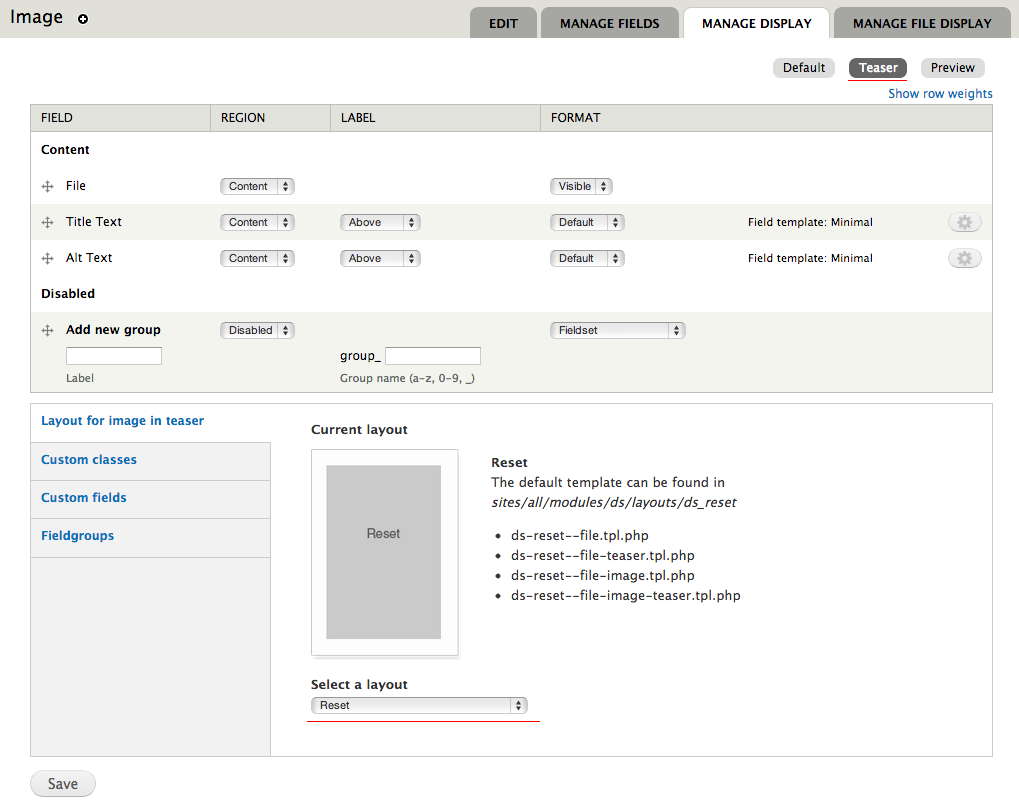 Image
EDIT MANAGE FIELDS MANAGE DISPLAY MANAGE FILE DISPLAY
Default Teaser Preview
Show row weights
FIELD REGION LABEL FORMAT
Content
File Content Visible
Title Text Content Above Default Field template: Minimal
Alt Text Content Above Default Field template: Minimal
Disabled
Add new group Disabled Fieldset
group_
Label Group name (a-z, 0-9, _)
Layout for image in teaser
Custom classes
Custom fields
Fieldgroups
Current layout
Reset
Reset
The default template can be found in
sites/all/modules/ds/layouts/ds_reset
• ds-reset--file.tpl.php
• ds-reset--file-teaser.tpl.php
• ds-reset--file-image.tpl.php
• ds-reset--file-image-teaser.tpl.php
Select a layout
Reset
Save